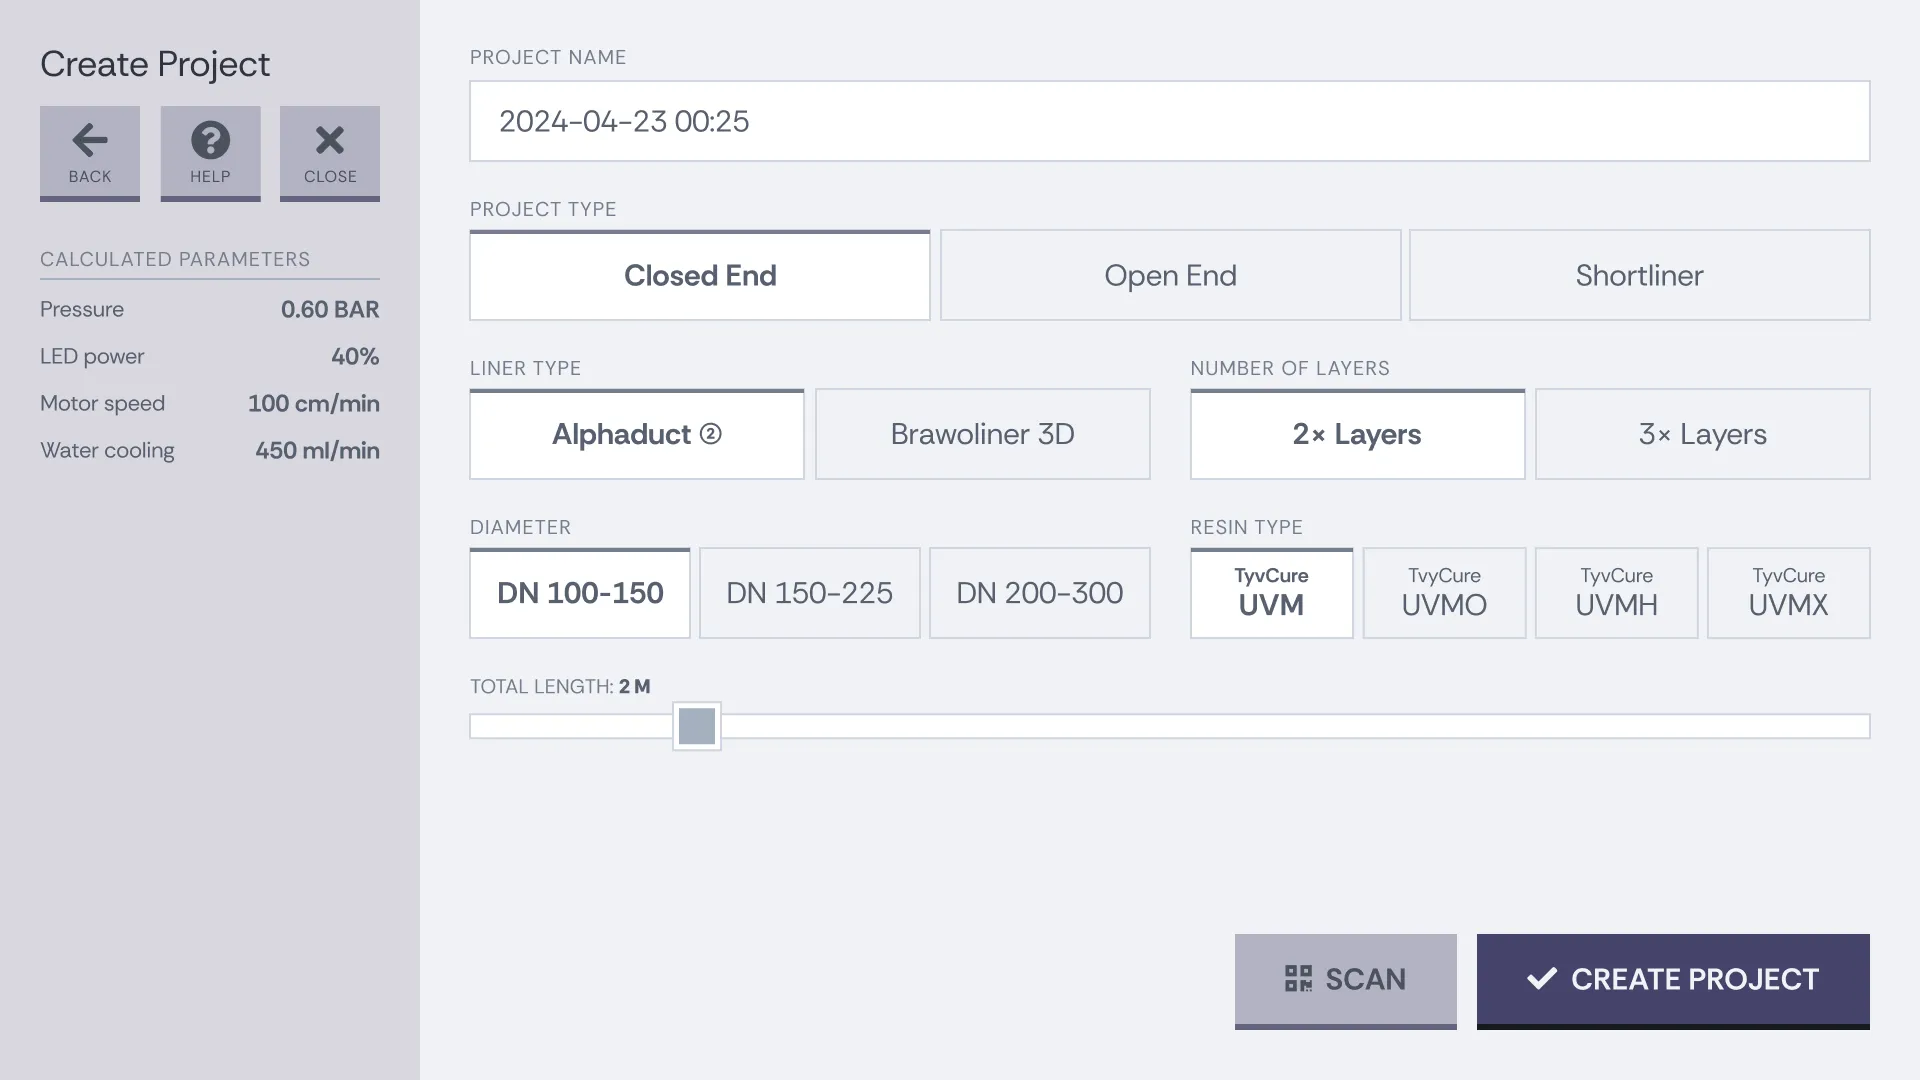 Create Project
BACK
HELP
CLOSE
CALCULATED PARAMETERS
Pressure 0.60 BAR
LED power 40%
Motor speed 100 cm/min
Water cooling 450 ml/min
PROJECT NAME
2024-04-23 00:25
PROJECT TYPE
Closed End
Open End
Shortliner
LINER TYPE
Alphaduct ②
Brawoliner 3D
NUMBER OF LAYERS
2× Layers
3× Layers
DIAMETER
DN 100-150
DN 150-225
DN 200-300
RESIN TYPE
TyvCure
UVM
TvyCure
UVMO
TyvCure
UVMH
TyvCure
UVMX
TOTAL LENGTH: 2 M
SCAN
CREATE PROJECT